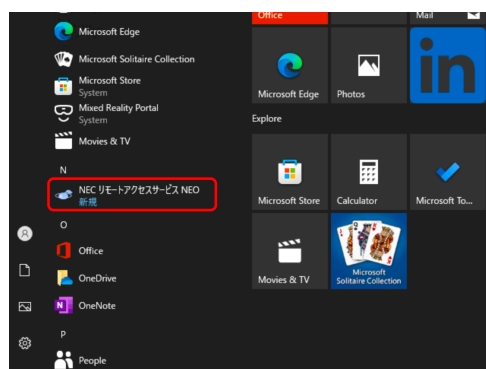 Microsoft Edge
Microsoft Solitaire Collection
Microsoft Store
System
Mixed Reality Portal
System
Movies & TV
N
NEC リモートアクセスサービス NEO
新規
O
Office
OneDrive
OneNote
P
People
Office
Mail
Microsoft Edge
Photos
in
Explore
Microsoft Store
Calculator
Microsoft To...
Movies & TV
Microsoft
Solitaire Collection